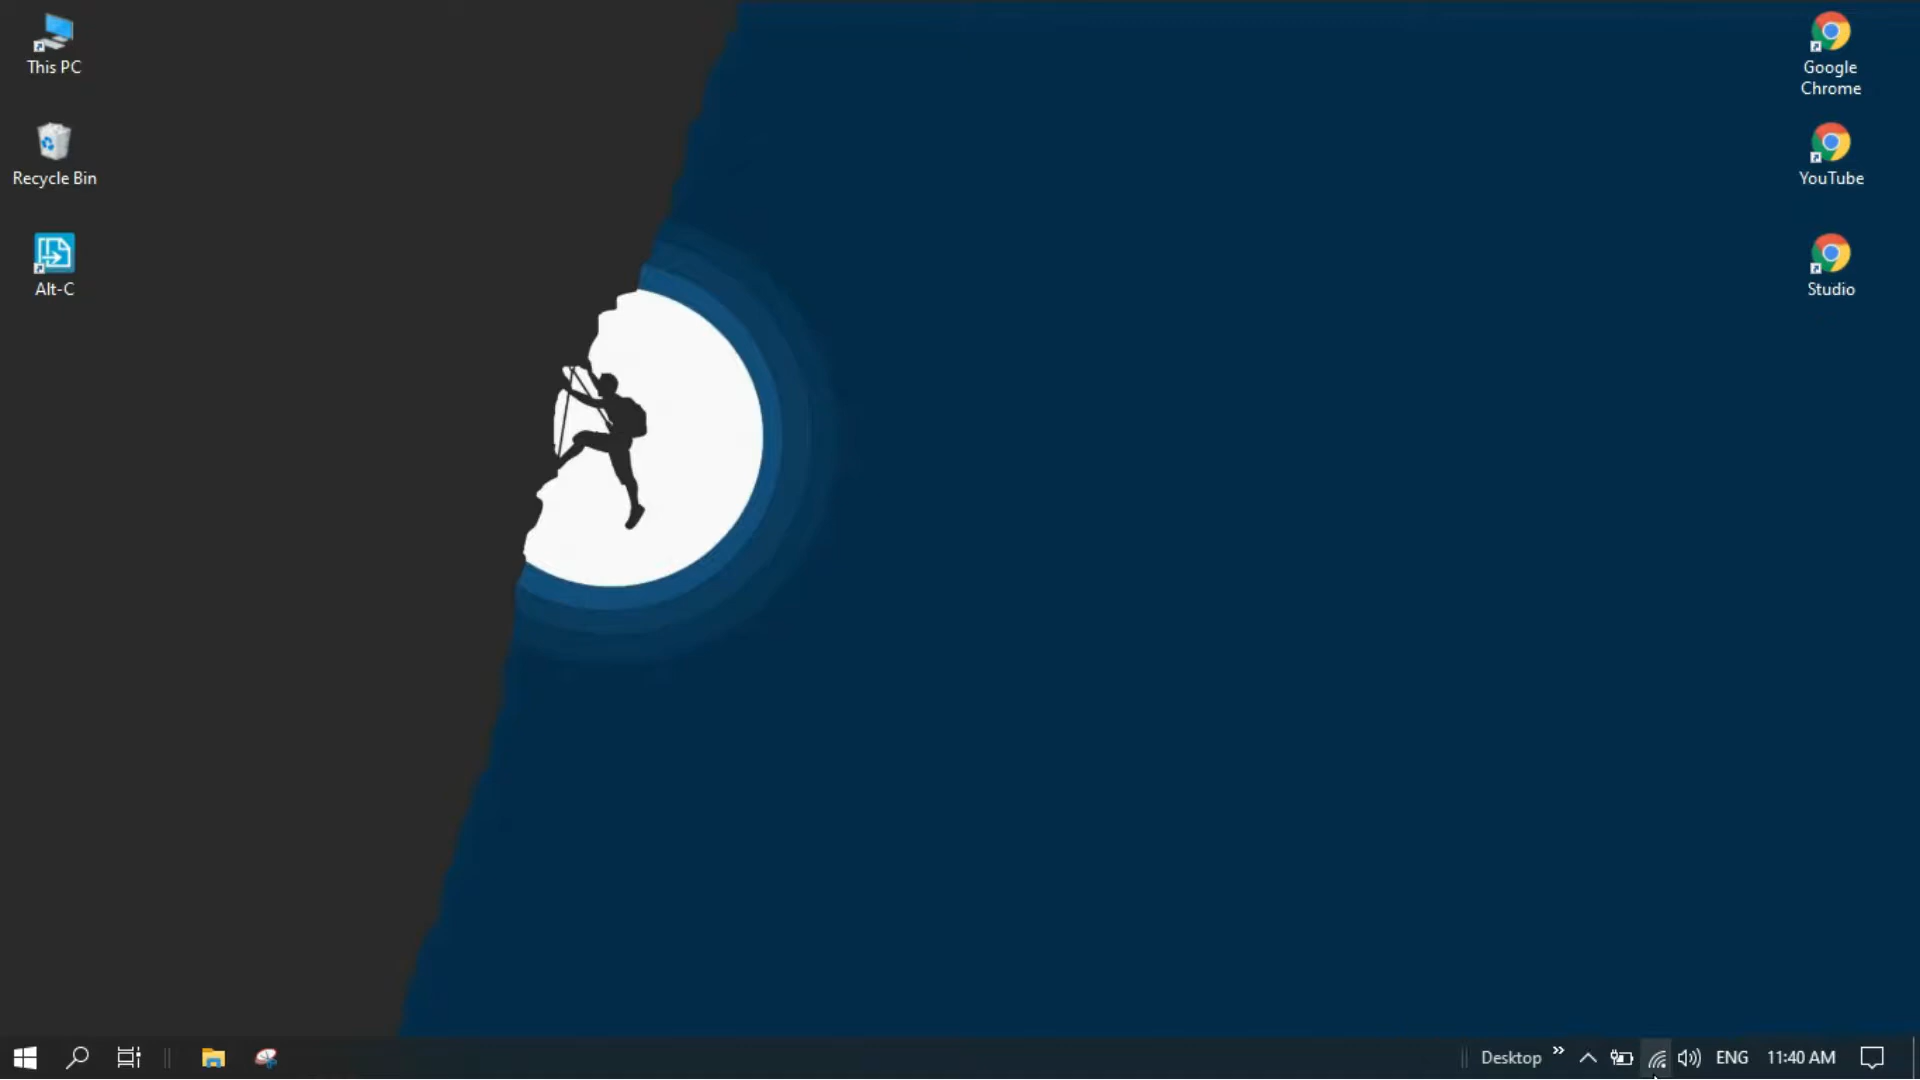 This PC
Recycle Bin
Alt-C
Google
Chrome
YouTube
Studio
Desktop
ENG
11:40 AM